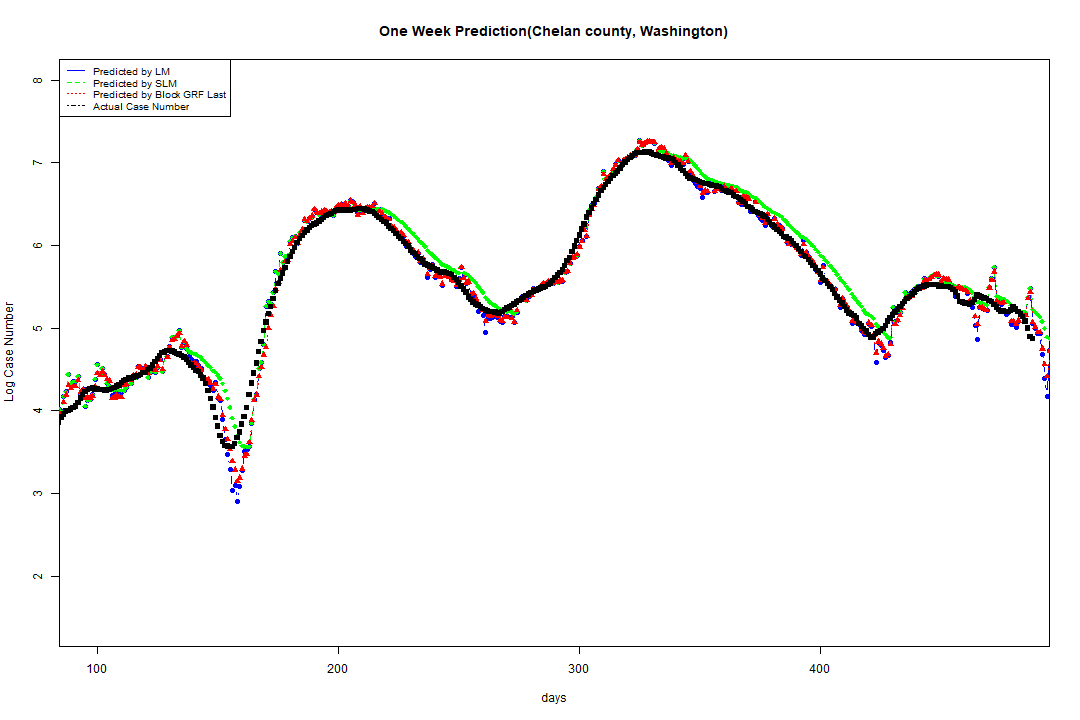 One Week Prediction(Chelan county, Washington)
Predicted by LM
Predicted by SLM
Predicted by Block GRF Last
Actual Case Number
8
7
6
5
4
3
2
Log Case Number
100 200 300 400
days